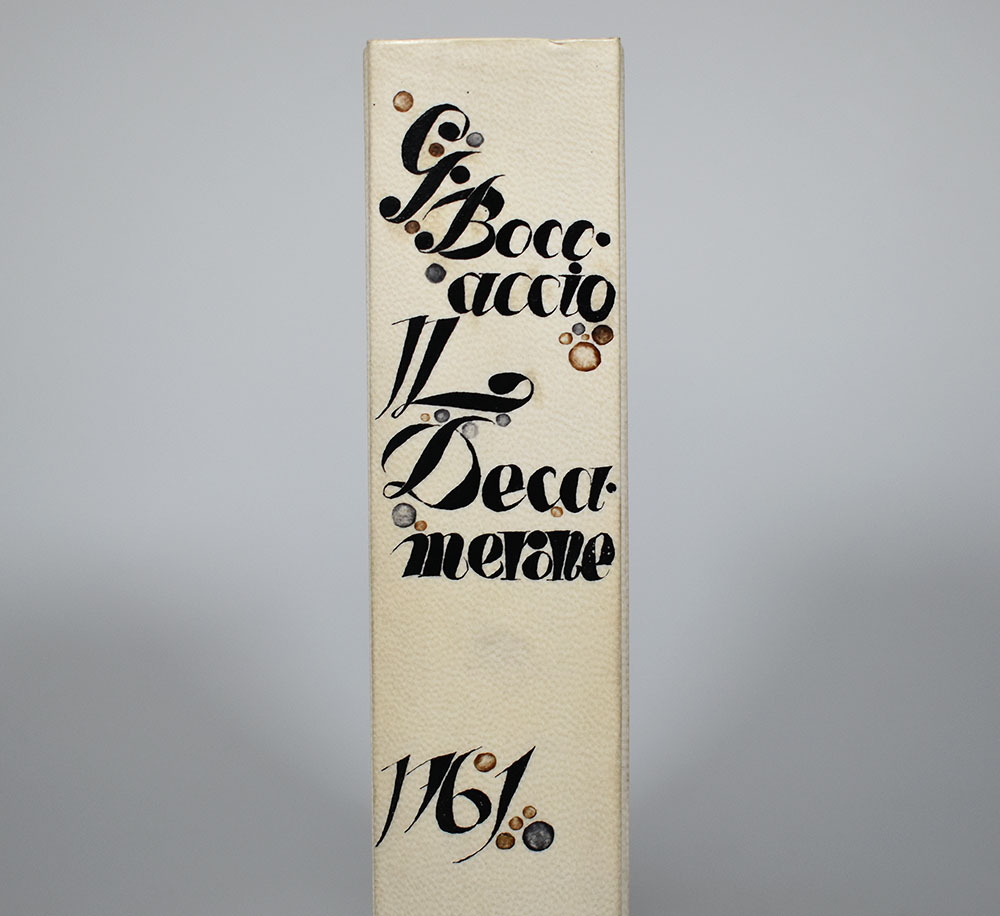 G.
Bocc-
accio
IL
Deca-
merone
1761